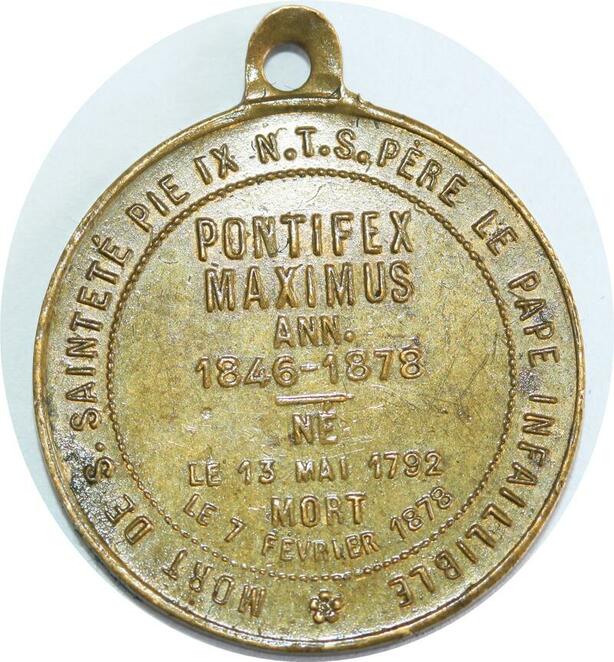 MORT DE S. SAINTETÉ PIE IX N.T.S. PÈRE LE PAPE INFAILLIBLE
PONTIFEX
MAXIMUS
ANN.
1846-1878
NÉ
LE 13 MAI 1792
MORT
LE 7 FÉVRIER 1878